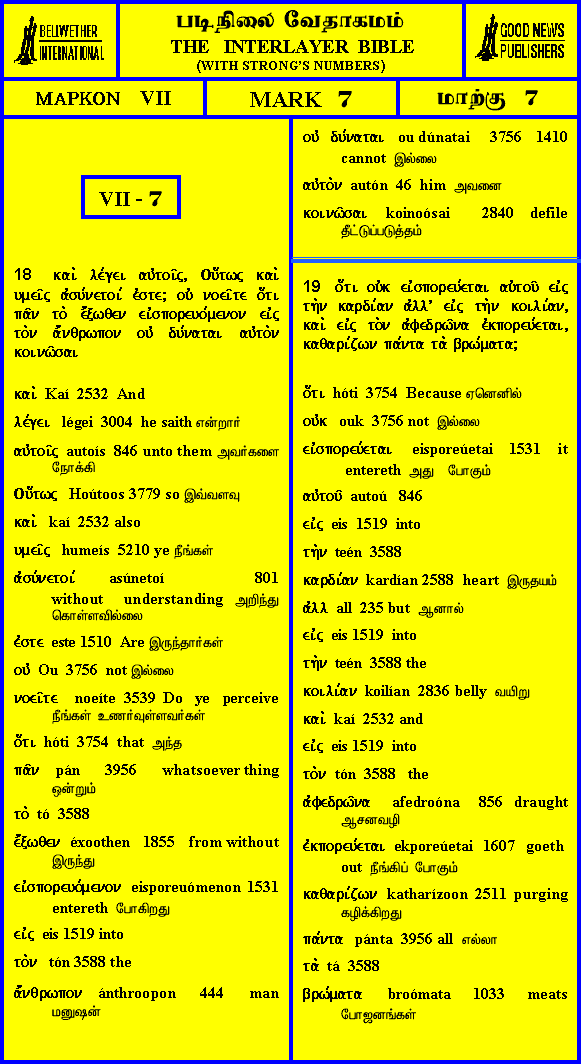 BELLWETHER
INTERNATIONAL
படிநிலை வேதாகமம்
THE INTERLAYER BIBLE
(WITH STRONG'S NUMBERS)
GOOD NEWS
PUBLISHERS
ΜΑΡΚΟΝ VII
MARK 7
மாற்கு 7
VII - 7
18 καὶ λέγει αὐτοῖς, Οὕτως καὶ
υμεῖς ἀσύνετοί ἐστε; οὐ νοεῖτε ὅτι
πᾶν τὸ ἔξωθεν εἰσπορευόμενον εἰς
τὸν ἄνθρωπον οὐ δύναται αὐτὸν
κοινῶσαι
καὶ Kaí 2532 And
λέγει légei 3004 he saith என்றார்
αὐτοῖς autoís 846 unto them அவர்களை
நோக்கி
Οὕτως Hoútoos 3779 so இவ்வளவு
καὶ kaí 2532 also
υμεῖς humeís 5210 ye நீங்கள்
ἀσύνετοί asúnetoí 801
without understanding அறிந்து
கொள்ளவில்லை
ἐστε este 1510 Are இருந்தார்கள்
οὐ Ou 3756 not இல்லை
νοεῖτε noeíte 3539 Do ye perceive
நீங்கள் உணர்வுள்ளவர்கள்
ὅτι hóti 3754 that அந்த
πᾶν pán 3956 whatsoever thing
ஒன்றும்
τὸ tó 3588
ἔξωθεν éxoothen 1855 from without
இருந்து
εἰσπορευόμενον eisporeuómenon 1531
entereth போகிறது
εἰς eis 1519 into
τὸν tón 3588 the
ἄνθρωπον ánthroopon 444 man
மனுஷன்
οὐ δύναται ou dúnatai 3756 1410
cannot இல்லை
αὐτὸν autón 46 him அவனை
κοινῶσαι koinoósai 2840 defile
தீட்டுப்படுத்தம்
19 ὅτι οὐκ εἰσπορεύεται αὐτοῦ εἰς
τὴν καρδίαν ἀλλ' εἰς τὴν κοιλίαν,
καὶ εἰς τὸν ἀφεδρῶνα ἐκπορεύεται,
καθαρίζων πάντα τὰ βρώματα;
ὅτι hóti 3754 Because ஏனெனில்
οὐκ ouk 3756 not இல்லை
εἰσπορεύεται eisporeúetai 1531 it
entereth அது போகும்
αὐτοῦ autoú 846
εἰς eis 1519 into
τὴν teén 3588
καρδίαν kardían 2588 heart இருதயம்
ἀλλ all 235 but ஆனால்
εἰς eis 1519 into
τὴν teén 3588 the
κοιλίαν koilían 2836 belly வயிறு
καὶ kaí 2532 and
εἰς eis 1519 into
τὸν tón 3588 the
ἀφεδρῶνα afedroóna 856 draught
ஆசனவழி
ἐκπορεύεται ekporeúetai 1607 goeth
out நீங்கிப் போகும்
καθαρίζων katharízoon 2511 purging
கழிக்கிறது
πάντα pánta 3956 all எல்லா
τὰ tá 3588
βρώματα broómata 1033 meats
போஜனங்கள்